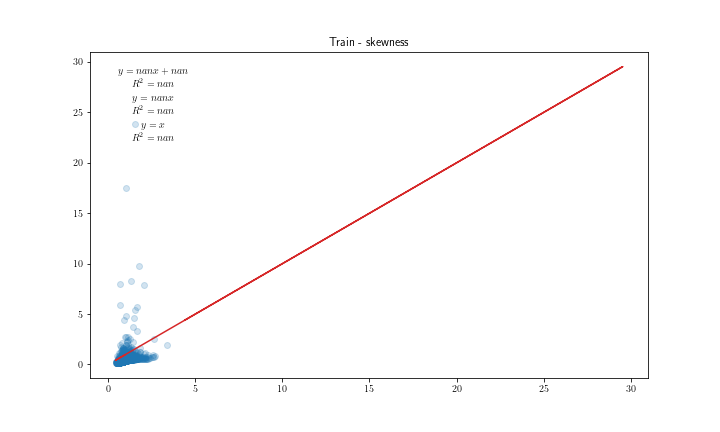 Train - skewness
y = nanx + nan
R² = nan
y = nanx
R² = nan
y = x
R² = nan
30
25
20
15
10
5
0
0 5 10 15 20 25 30